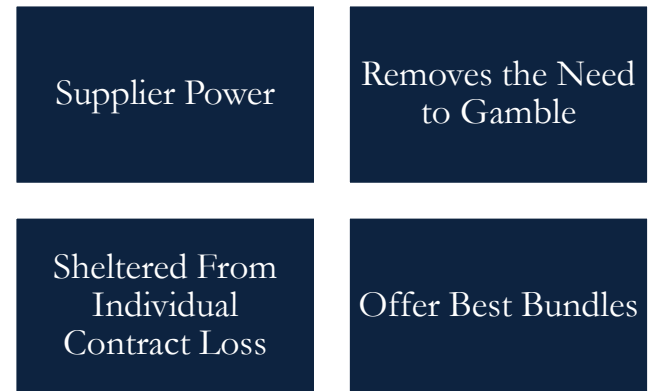 Supplier Power
Removes the Need
to Gamble
Sheltered From
Individual
Contract Loss
Offer Best Bundles